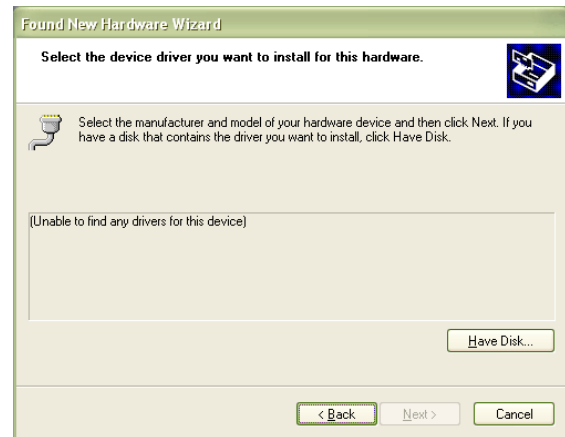 Found New Hardware Wizard
Select the device driver you want to install for this hardware.
Select the manufacturer and model of your hardware device and then click Next. If you
have a disk that contains the driver you want to install, click Have Disk.
(Unable to find any drivers for this device)
Have Disk...
< Back
Next >
Cancel